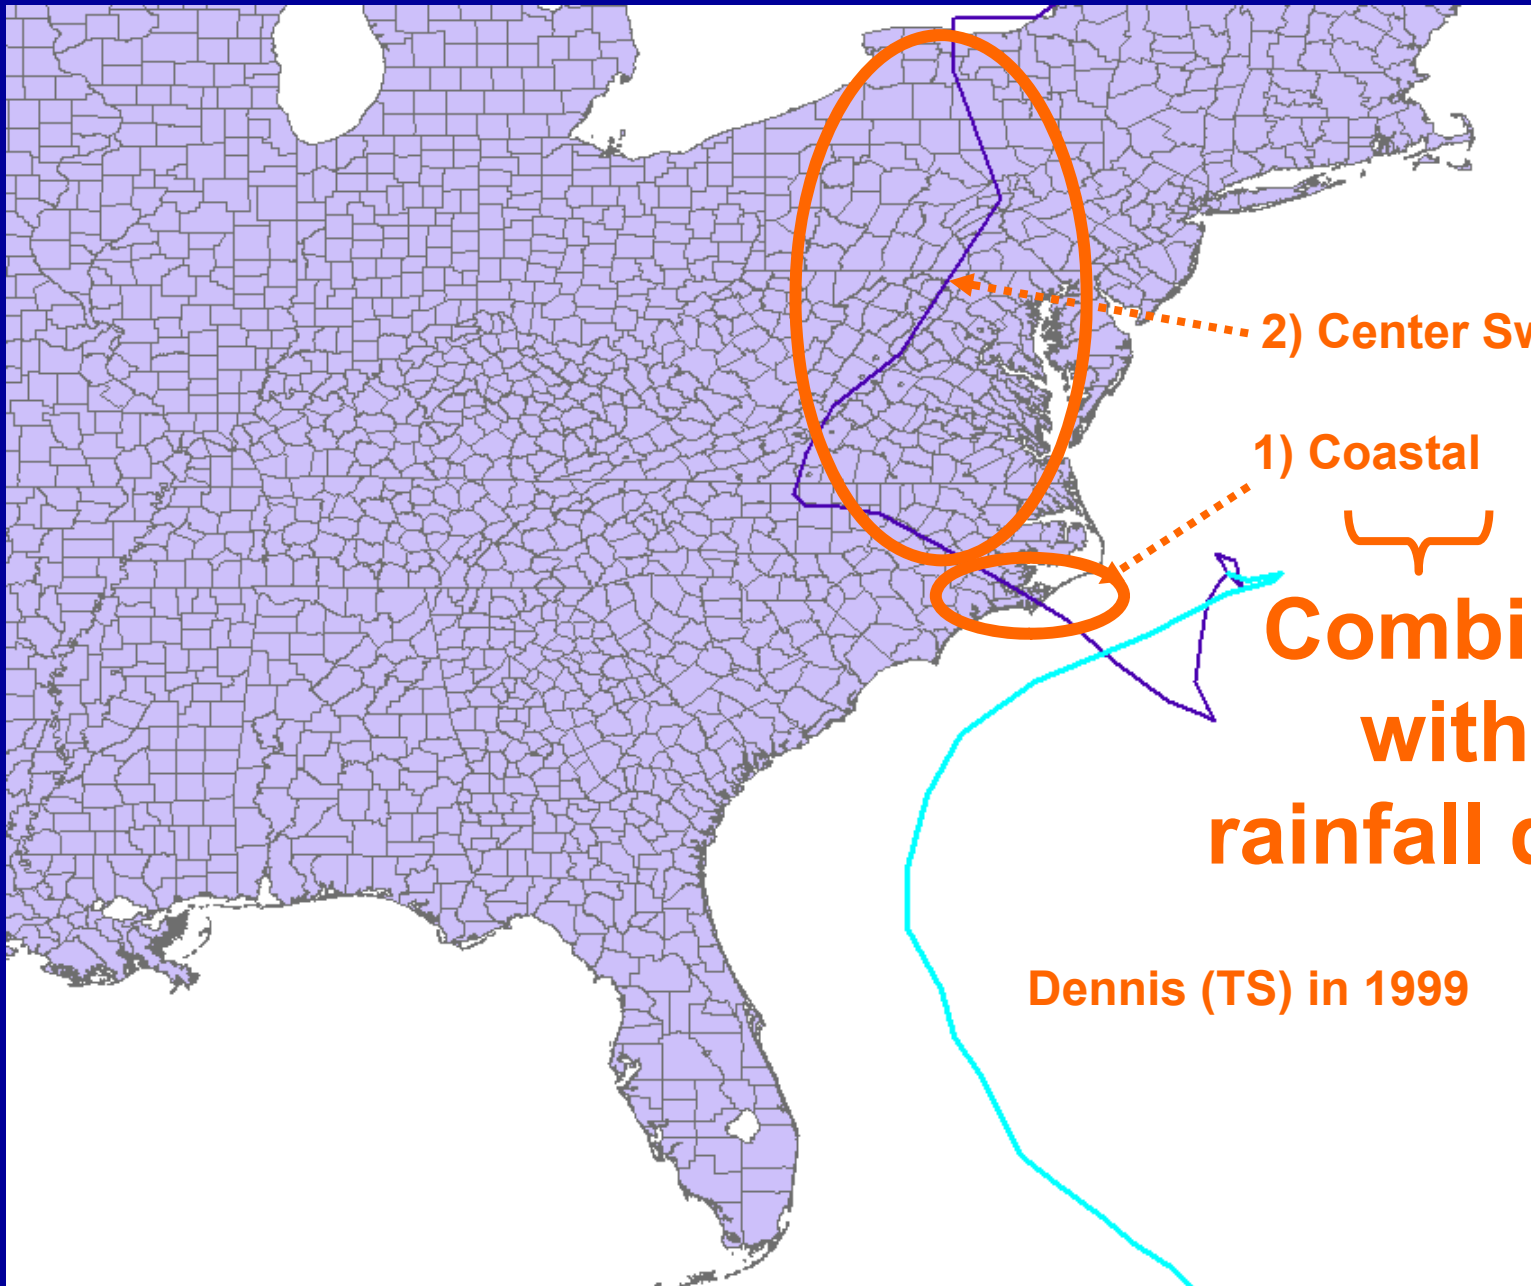 2) Center Sw
1) Coastal
Combi
with
rainfall
Dennis (TS) in 1999